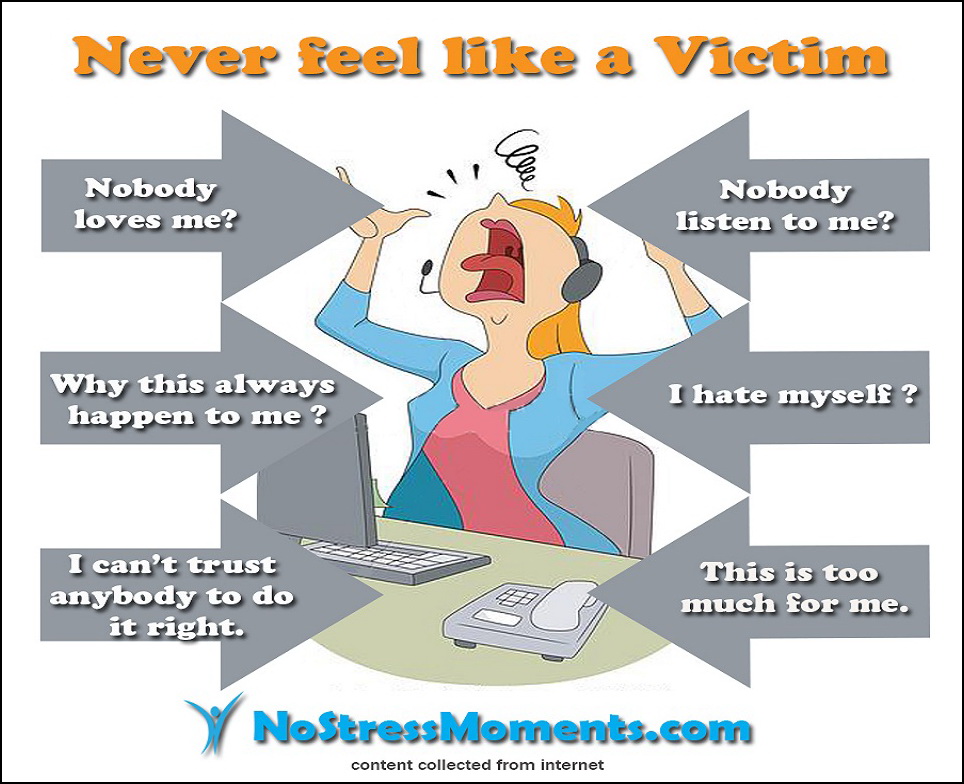 Never feel like a Victim
Nobody
loves me?
Nobody
listen to me?
Why this always
happen to me ?
I hate myself ?
I can't trust
anybody to do
it right.
This is too
much for me.
NoStressMoments.com
content collected from internet